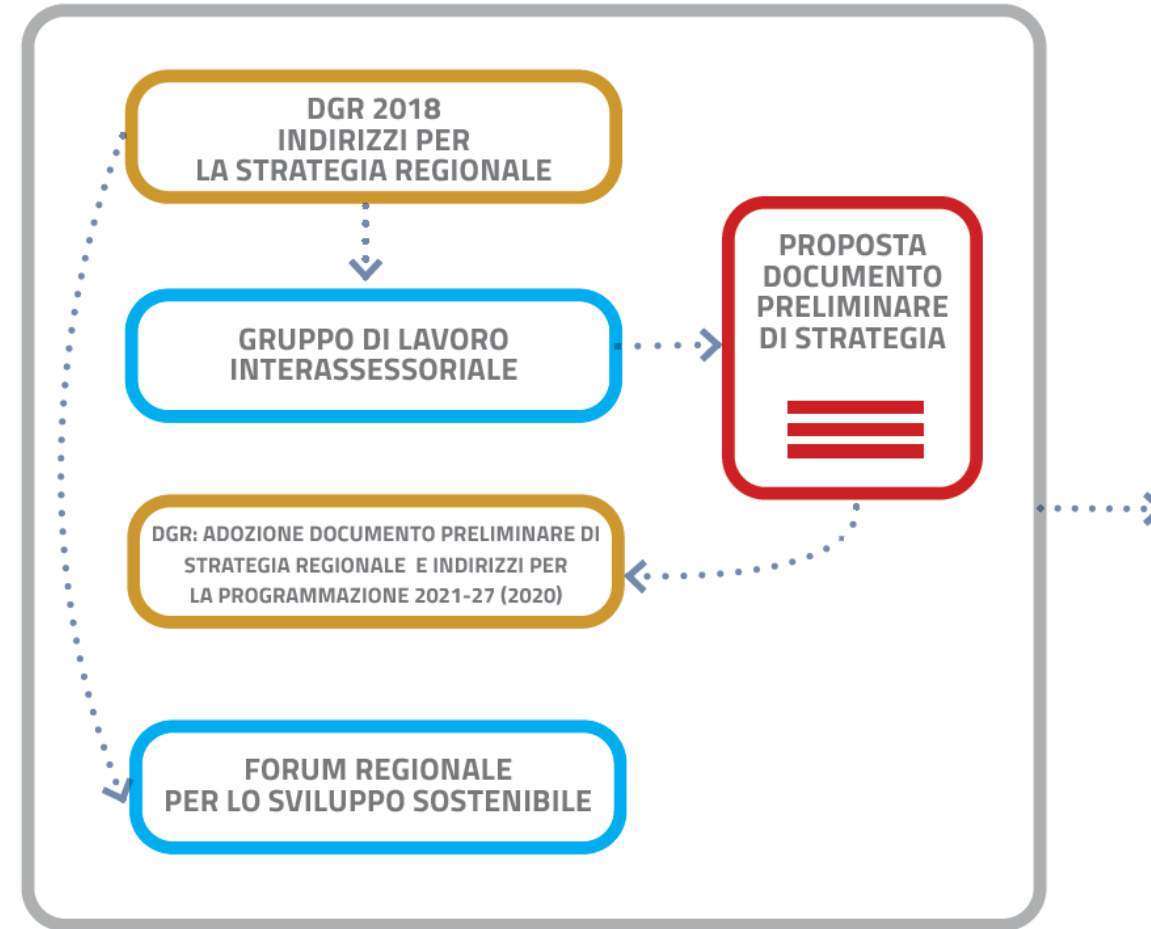 DGR 2018
INDIRIZZI PER
LA STRATEGIA REGIONALE
GRUPPO DI LAVORO
INTERASSESSORIALE
PROPOSTA
DOCUMENTO
PRELIMINARE
DI STRATEGIA
DGR: ADOZIONE DOCUMENTO PRELIMINARE DI
STRATEGIA REGIONALE E INDIRIZZI PER
LA PROGRAMMAZIONE 2021-27 (2020)
FORUM REGIONALE
PER LO SVILUPPO SOSTENIBILE